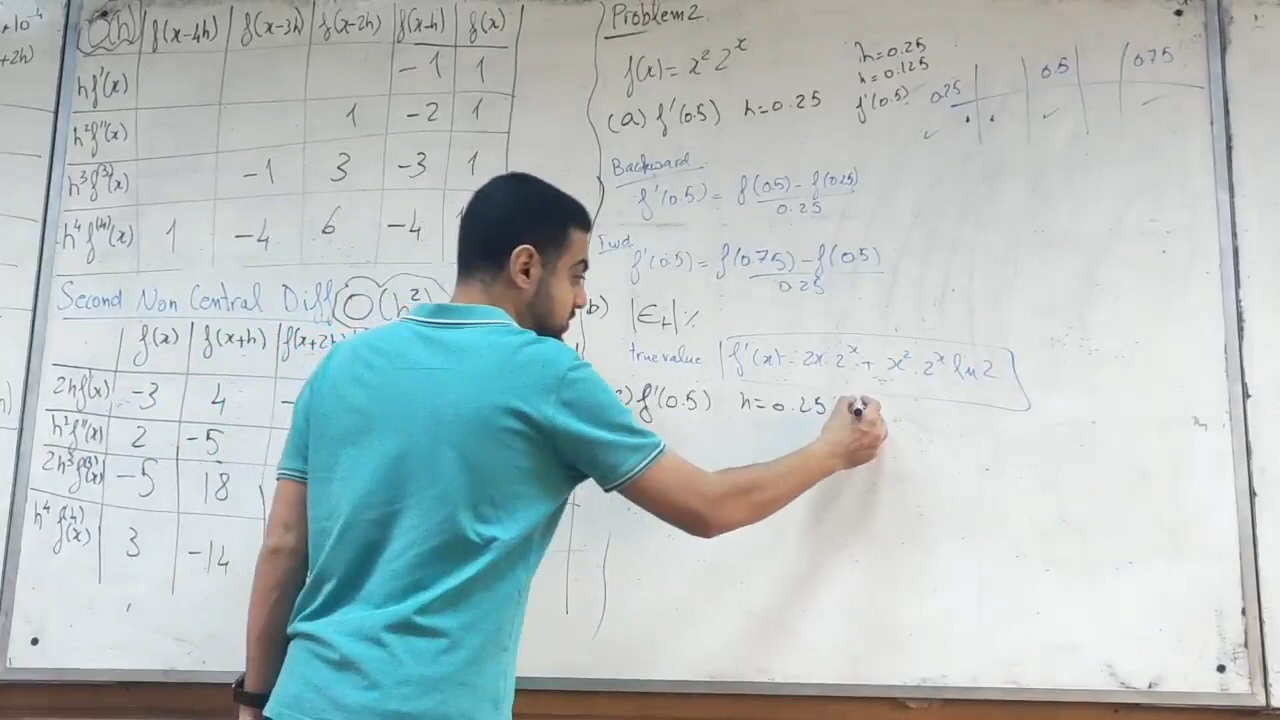 ×10⁻⁴
+2h)
O(h) f(x-4h) f(x-3h) f(x-2h) f(x-h) f(x)
hf'(x) -1 1
h²f''(x) 1 -2 1
h³f⁽³⁾(x) -1 3 -3 1
h⁴f⁽⁴⁾(x) 1 -4 6 -4
Second Non Central Diff O(h²)
f(x) f(x+h) f(x+2h)
2hf'(x) -3 4 -
h²f''(x) 2 -5
2h³f⁽³⁾(x) -5 18
h⁴f⁽⁴⁾(x) 3 -14
Problem 2
f(x) = x² 2ˣ
(a) f'(0.5) h=0.25
h=0.25
h=0.125
f'(0.5) 0.25 0.5 0.75
Backward
f'(0.5) = f(0.5) - f(0.25) / 0.25
Fwd
f'(0.5) = f(0.75) - f(0.5) / 0.25
b) |Et| %
true value f'(x) = 2x.2ˣ + x².2ˣ ln2
c) f'(0.5) h=0.25